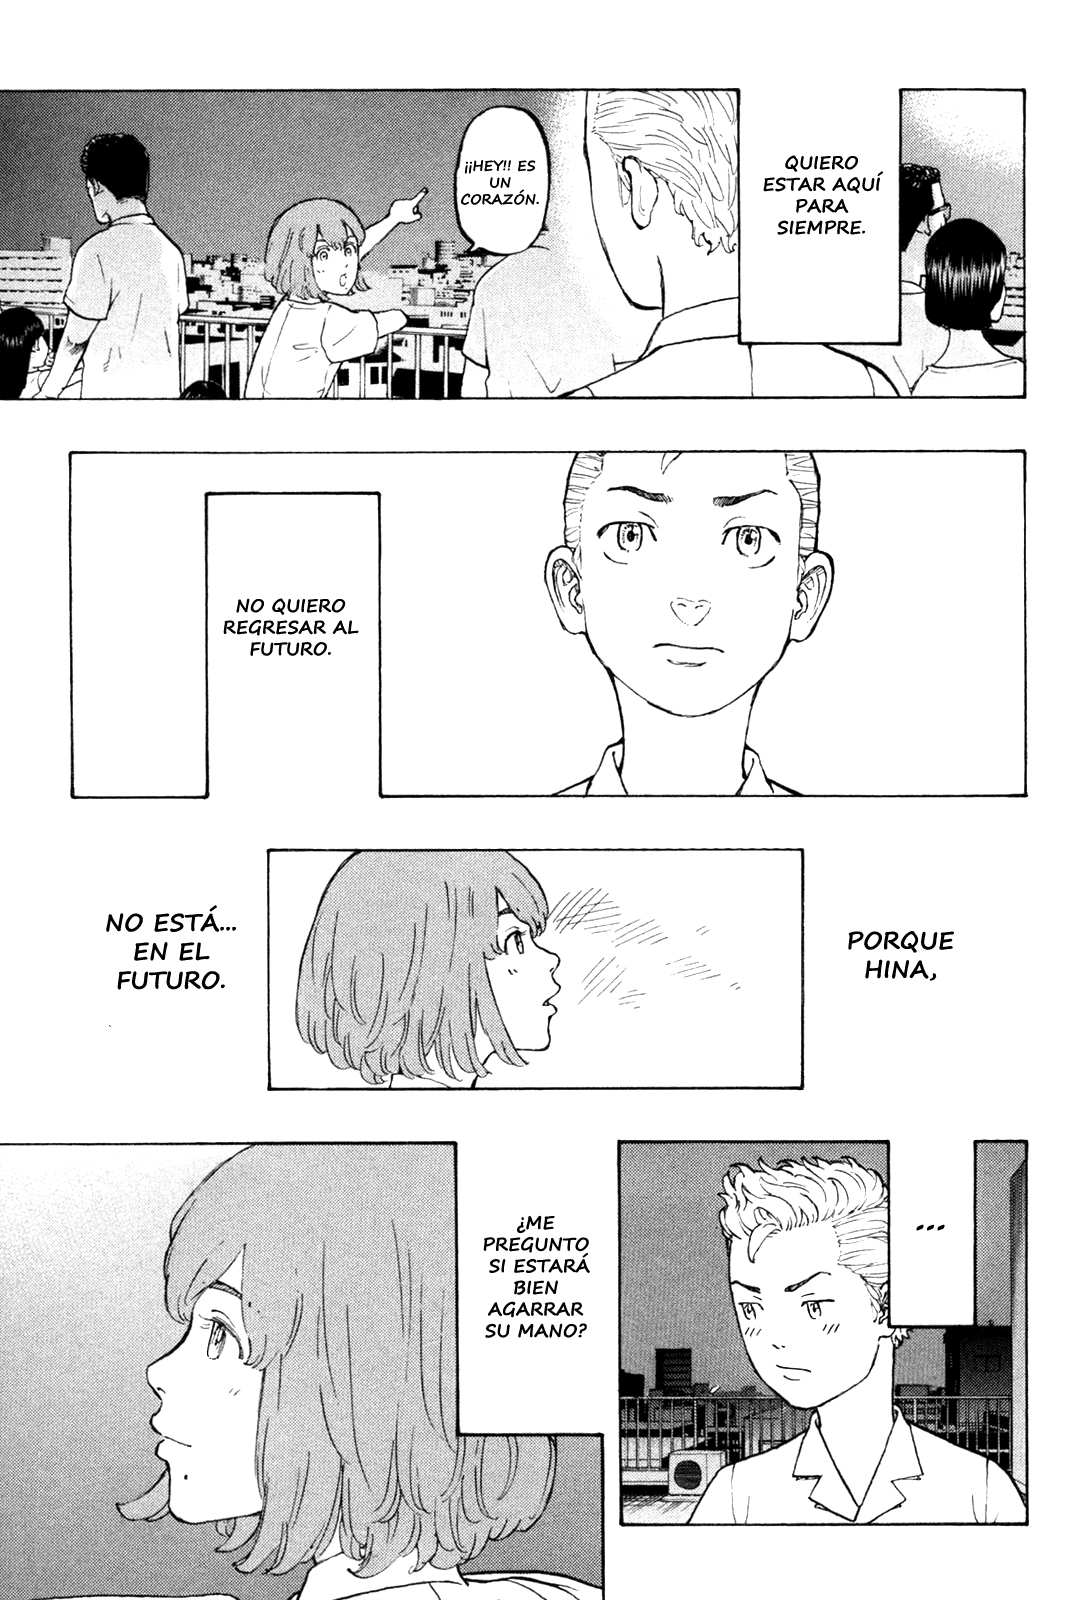 QUIERO
ESTAR AQUÍ
PARA
SIEMPRE.
¡¡HEY!! ES
UN
CORAZÓN.
NO QUIERO
REGRESAR AL
FUTURO.
PORQUE
HINA,
NO ESTÁ...
EN EL
FUTURO.
...
¿ME
PREGUNTO
SI ESTARÁ
BIEN
AGARRAR
SU MANO?